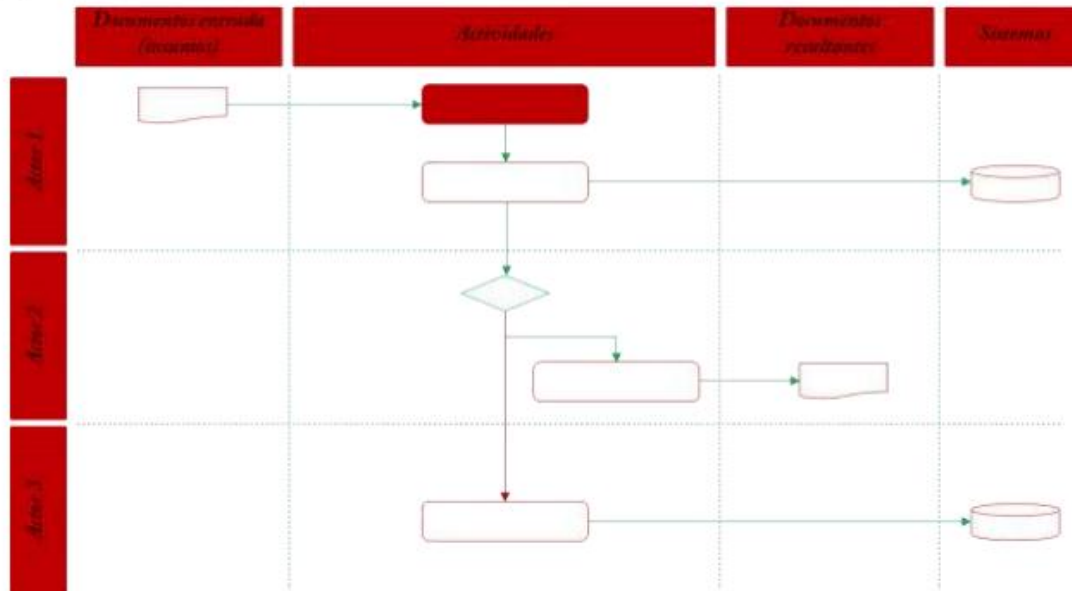 Documentos entrada
(insumos)
Actividades
Documentos
resultantes
Sistemas
Actor 1
Actor 2
Actor 3